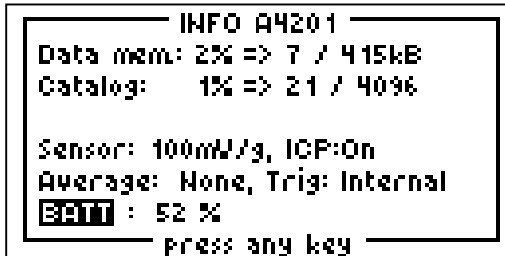 INFO A4201
Data mem.: 2% => 7 / 415kB
Catalog: 1% => 21 / 4096
Sensor: 100mV/g, ICP:On
Average: None, Trig: Internal
BATT : 52 %
press any key